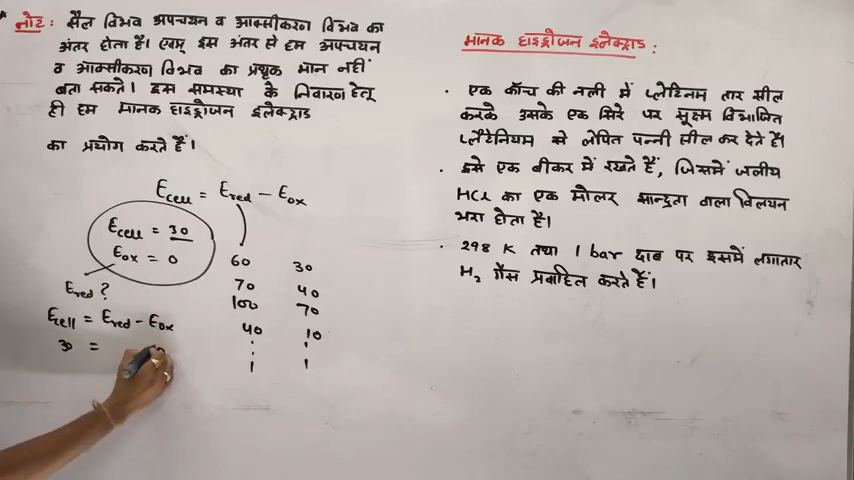 नोट: सैल विभव अपचयन व आक्सीकरण विभव का
अंतर होता है। एवम् इस अंतर से हम अपचयन
व आक्सीकरण विभव का प्रथक मान नहीं
बता सकते। इस समस्या के निवारण हेतू
ही हम मानक हाइड्रोजन इलेक्ट्राड
का प्रयोग करते हैं।
Ecell = Ered - Eox
Ecell = 30
Eox = 0
Ered ?
Ecell = Ered - Eox
30 =
60 30
70 40
100 70
40 10
मानक हाइड्रोजन इलेक्ट्राड :
• एक काँच की नली में प्लेटिनम तार सील
करके उसके एक सिरे पर सूक्ष्म विभाजित
प्लैटेनियम से लेपित पन्नी सील कर देते हैं।
• इसे एक बीकर में रखते हैं, जिसमें जलीय
HCl का एक मोलर सान्द्रता वाला विलयन
भरा होता है।
• 298 K तथा 1 bar दाब पर इसमें लगातार
H2 गैस प्रबाहित करते हैं।